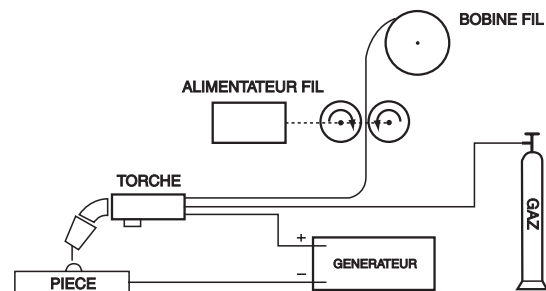 BOBINE FIL
ALIMENTATEUR FIL
TORCHE
GAZ
+
GENERATEUR
−
PIECE